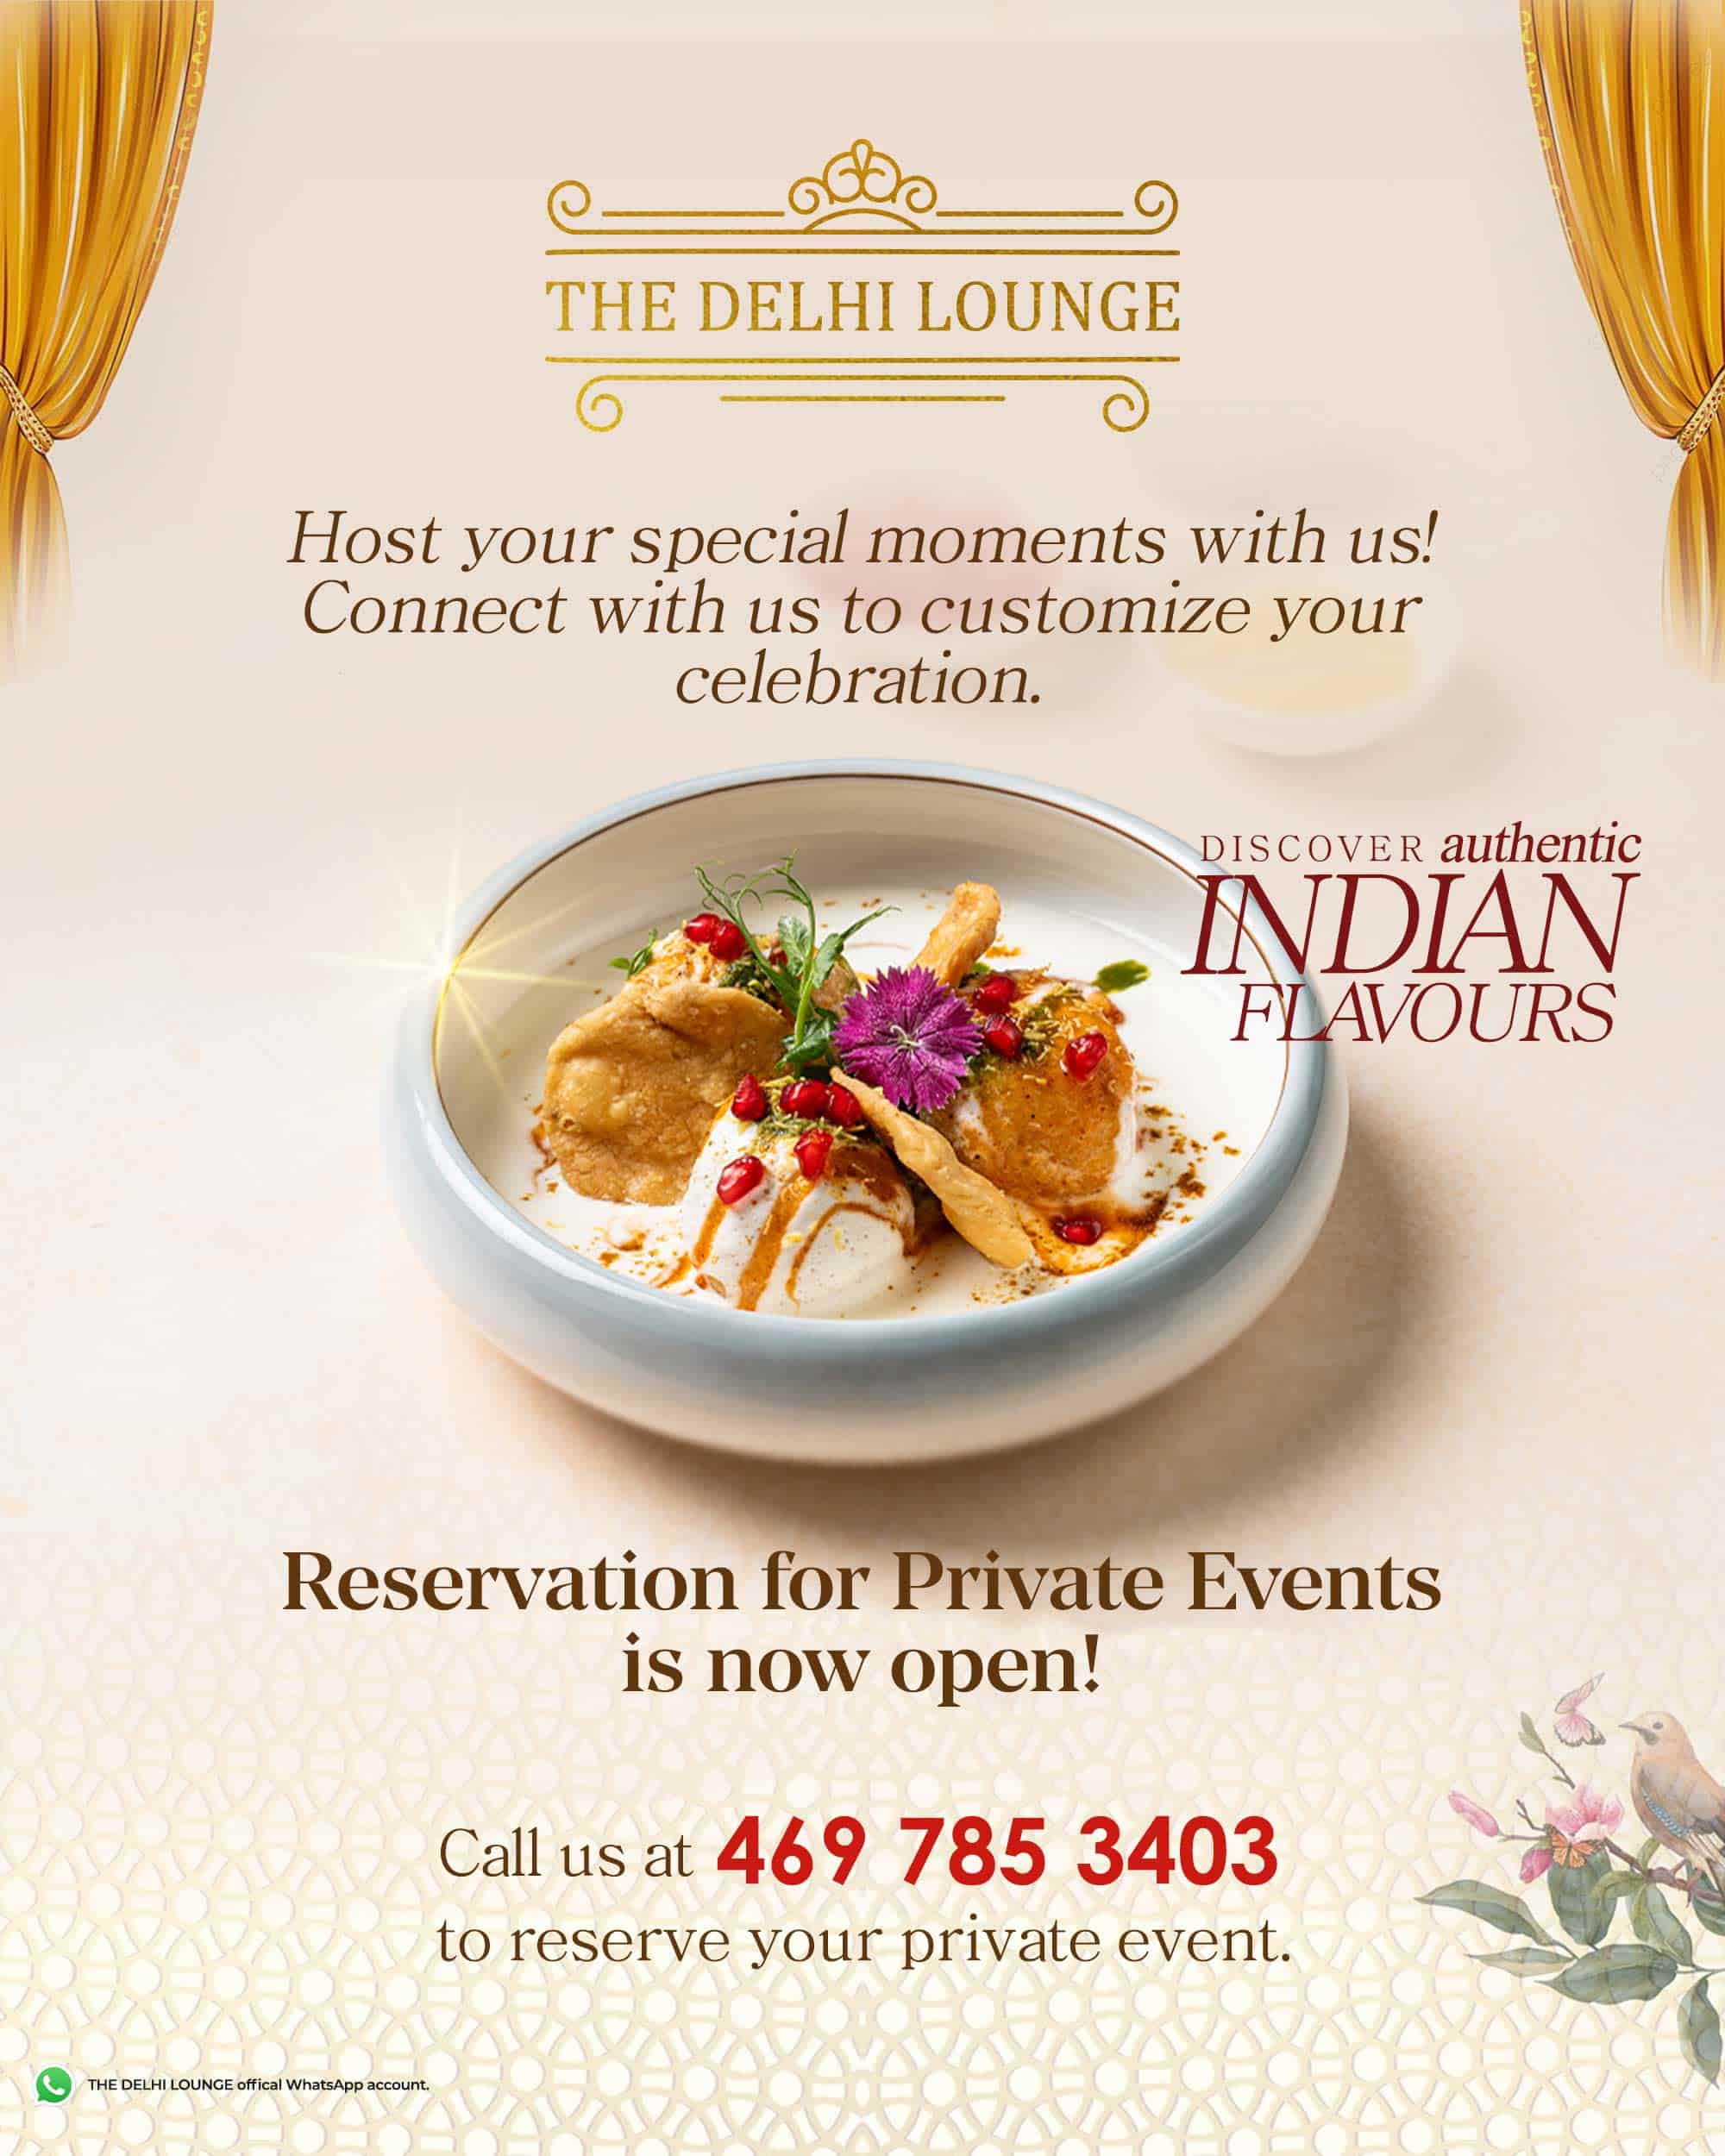 THE DELHI LOUNGE
Host your special moments with us!
Connect with us to customize your
celebration.
DISCOVER authentic
INDIAN
FLAVOURS
Reservation for Private Events
is now open!
Call us at 469 785 3403
to reserve your private event.
THE DELHI LOUNGE offical WhatsApp account.